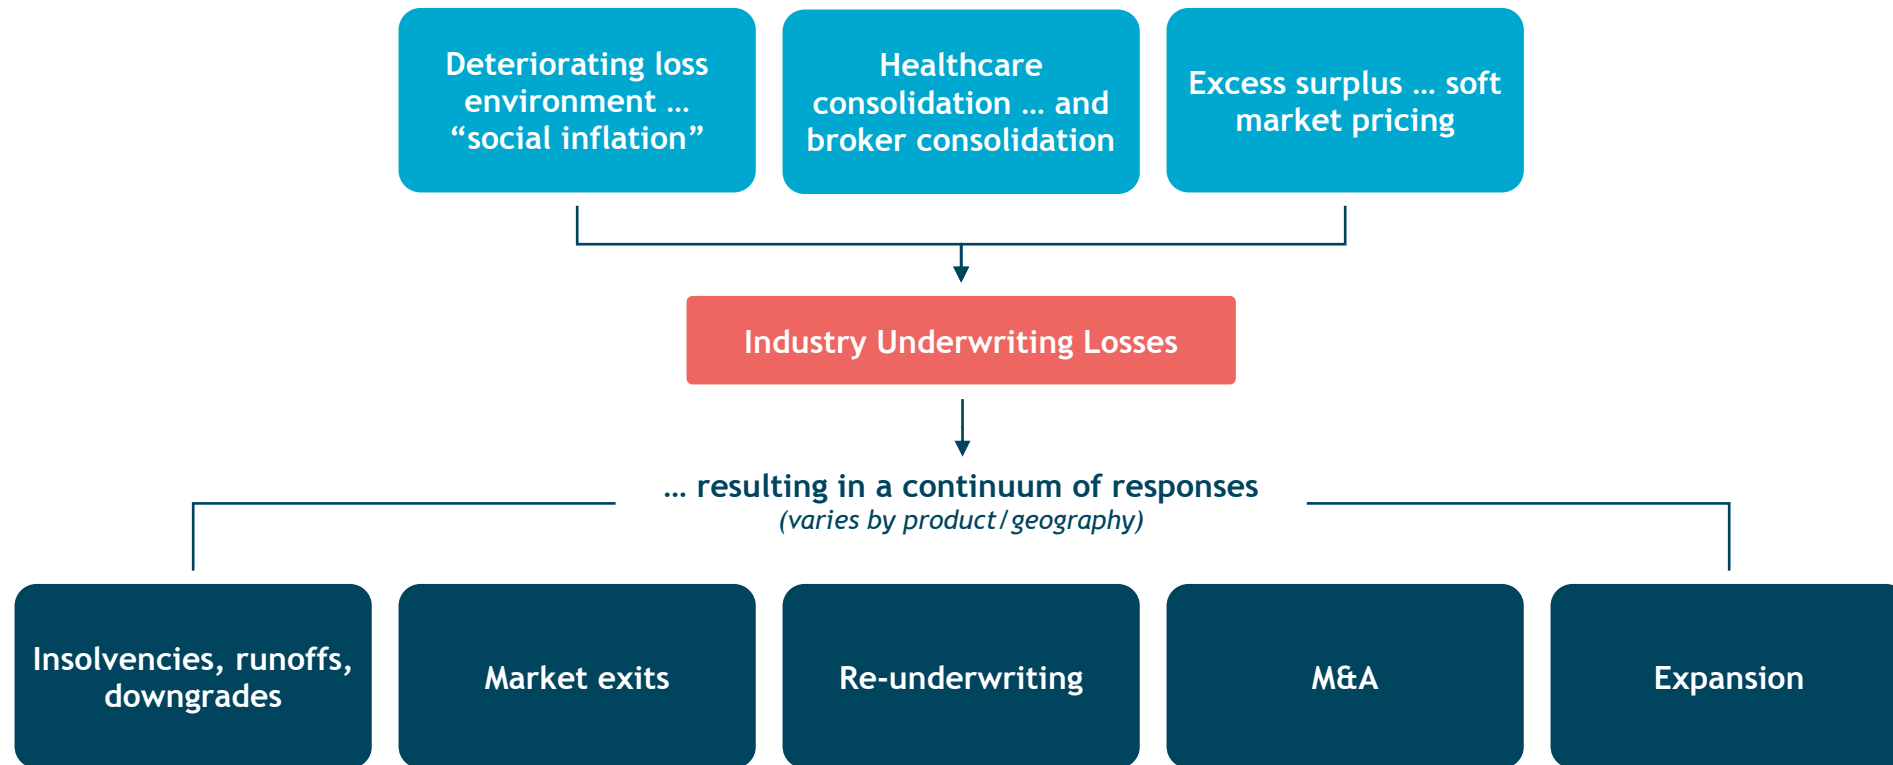 Deteriorating loss
environment …
“social inflation”
Healthcare
consolidation … and
broker consolidation
Excess surplus … soft
market pricing
Industry Underwriting Losses
… resulting in a continuum of responses
(varies by product/geography)
Insolvencies, runoffs,
downgrades
Market exits
Re-underwriting
M&A
Expansion